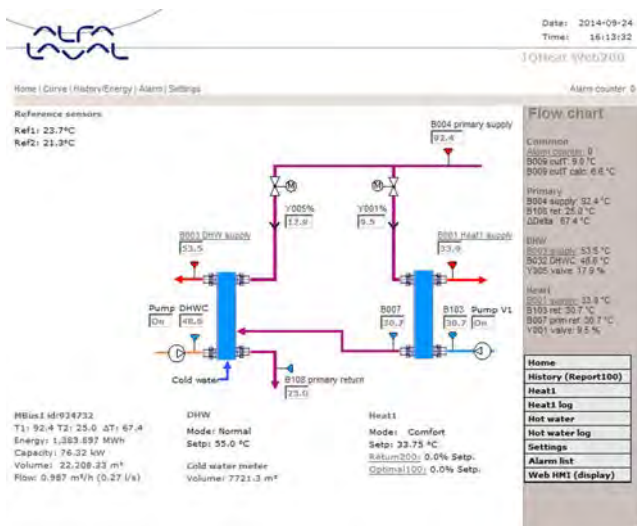 ALFA
LAVAL
Date: 2014-09-24
Time: 16:13:32
IQHeat Web200
Home | Curve | History/Energy | Alarm | Settings
Alarm counter 0
Reference sensors
Ref1: 23.7°C
Ref2: 21.3°C
B004 primary supply
92.4
M
M
Y005%
17.9
Y001%
9.5
B003 DHW supply
53.5
B001 Heat1 supply
33.9
Pump DHWC
On
48.6
B007
30.7
B103
30.7
Pump V1
On
Cold water
B108 primary return
25.0
MBus1 id:924732
T1: 92.4 T2: 25.0 ΔT: 67.4
Energy: 1,383.897 MWh
Capacity: 76.32 kW
Volume: 22,208.23 m³
Flow: 0.987 m³/h (0.27 l/s)
DHW
Mode: Normal
Setp: 55.0 °C
Cold water meter
Volume: 7721.3 m³
Heat1
Mode: Comfort
Setp: 33.75 °C
Return200: 0.0% Setp.
Optimal100: 0.0% Setp.
Flow chart
Common
Alarm counter: 0
B009 outT: 9.0 °C
B009 outT calc: 6.6 °C
Primary
B004 supply: 92.4 °C
B108 ret: 25.0 °C
ΔDelta: 67.4 °C
DHW
B003 supply: 53.5 °C
B032 DHWC: 48.6 °C
Y005 valve: 17.9 %
Heat1
B001 supply: 33.9 °C
B103 ret: 30.7 °C
B007 prim ret: 30.7 °C
Y001 valve: 9.5 %
Home
History (Report100)
Heat1
Heat1 log
Hot water
Hot water log
Settings
Alarm list
Web HMI (display)